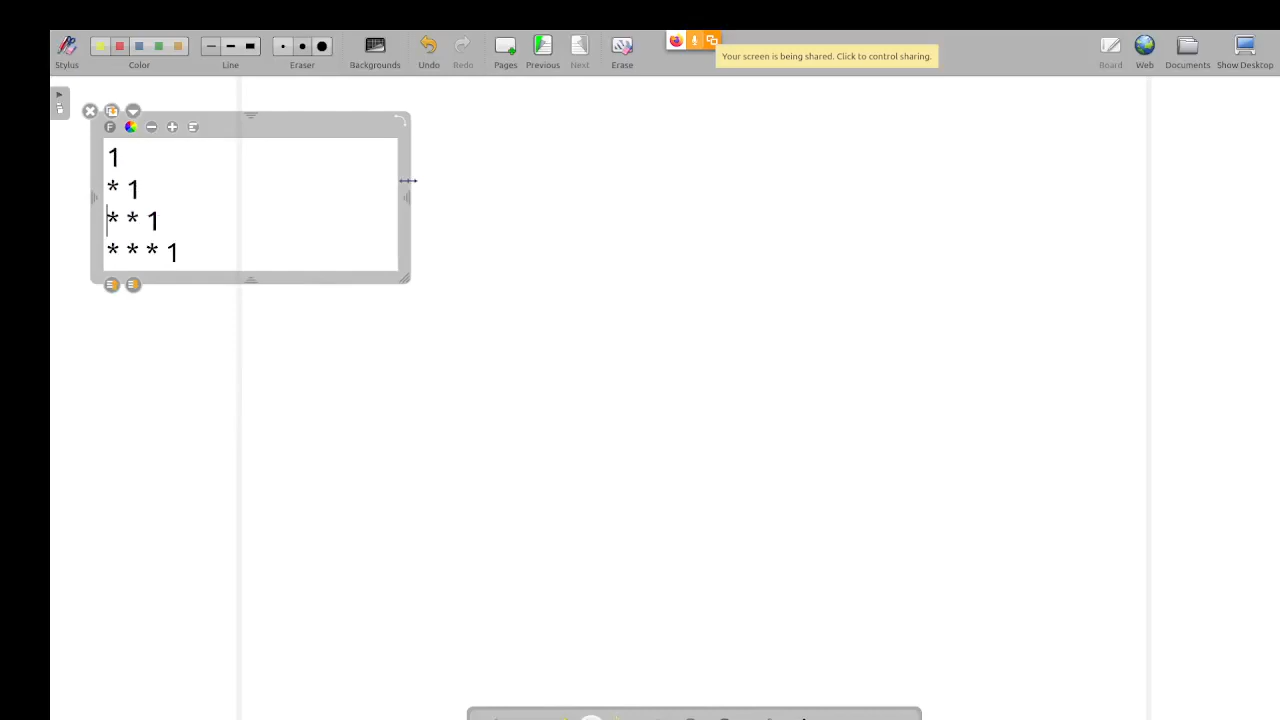 Stylus
Color
Line
Eraser
Backgrounds
Undo
Redo
Pages
Previous
Next
Erase
Your screen is being shared. Click to control sharing.
Board
Web
Documents
Show Desktop
F
1
* 1
* * 1
* * * 1